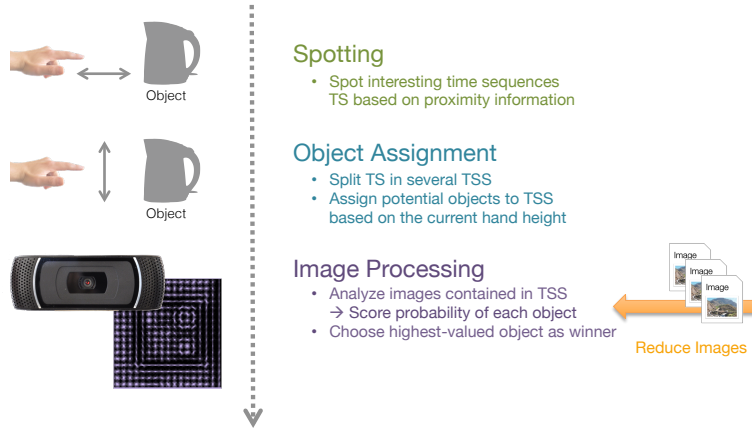 Object
Spotting
• Spot interesting time sequences
TS based on proximity information
Object
Object Assignment
• Split TS in several TSS
• Assign potential objects to TSS
based on the current hand height
Image Processing
• Analyze images contained in TSS
→ Score probability of each object
• Choose highest-valued object as winner
Image
Image
Image
Reduce Images